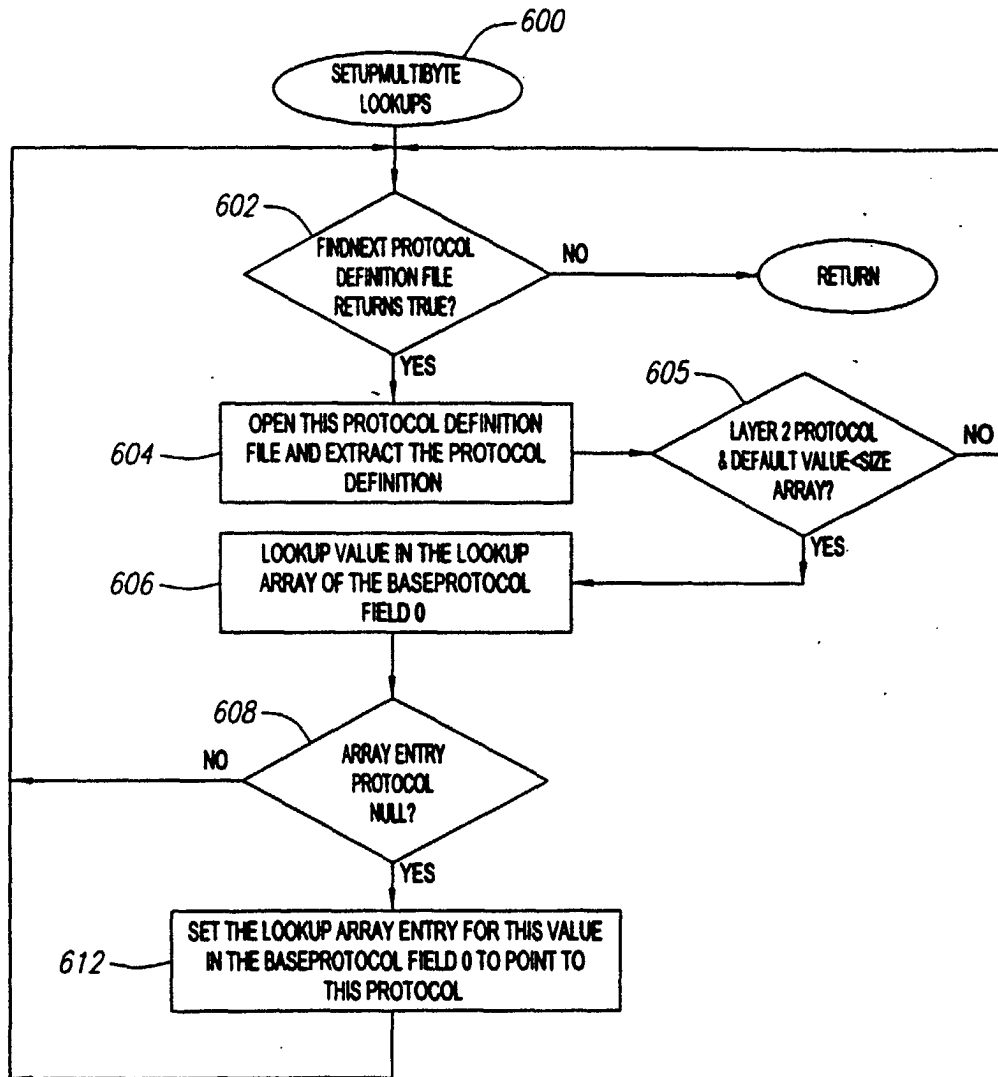 600
SETUPMULTIBYTE
LOOKUPS
602
FINDNEXT PROTOCOL
DEFINITION FILE
RETURNS TRUE?
NO
RETURN
YES
604
OPEN THIS PROTOCOL DEFINITION
FILE AND EXTRACT THE PROTOCOL
DEFINITION
605
LAYER 2 PROTOCOL
& DEFAULT VALUE<SIZE
ARRAY?
NO
YES
606
LOOKUP VALUE IN THE LOOKUP
ARRAY OF THE BASEPROTOCOL
FIELD 0
608
NO
ARRAY ENTRY
PROTOCOL
NULL?
YES
612
SET THE LOOKUP ARRAY ENTRY FOR THIS VALUE
IN THE BASEPROTOCOL FIELD 0 TO POINT TO
THIS PROTOCOL